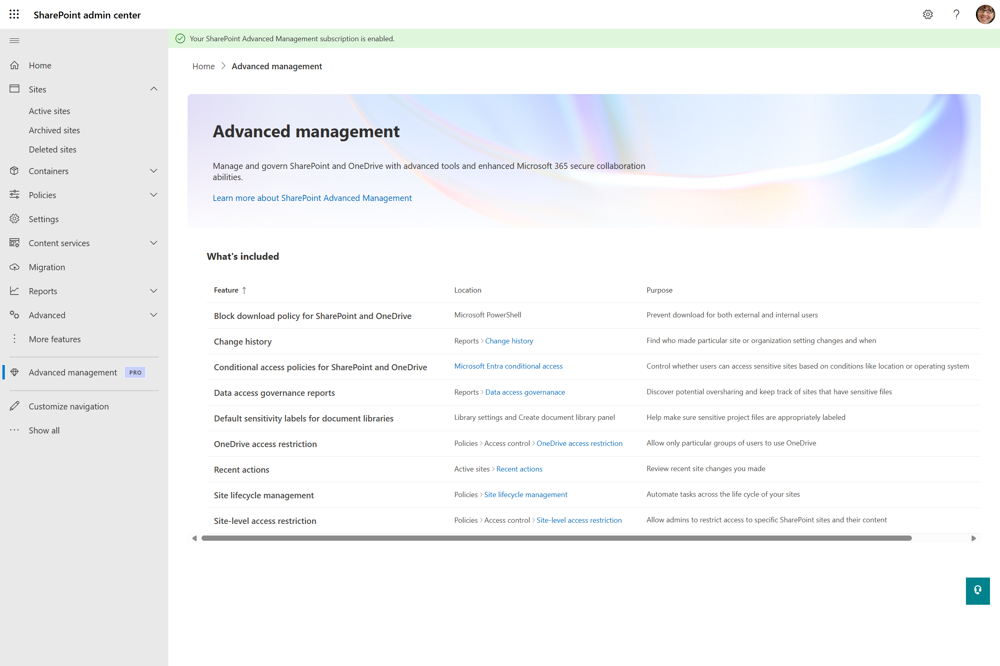 SharePoint admin center
Your SharePoint Advanced Management subscription is enabled.
Home
Sites
Active sites
Archived sites
Deleted sites
Containers
Policies
Settings
Content services
Migration
Reports
Advanced
More features
Advanced management PRO
Customize navigation
Show all
Home > Advanced management
Advanced management
Manage and govern SharePoint and OneDrive with advanced tools and enhanced Microsoft 365 secure collaboration
abilities.
Learn more about SharePoint Advanced Management
What's included
Feature ↑ Location Purpose
Block download policy for SharePoint and OneDrive Microsoft PowerShell Prevent download for both external and internal users
Change history Reports > Change history Find who made particular site or organization setting changes and when
Conditional access policies for SharePoint and OneDrive Microsoft Entra conditional access Control whether users can access sensitive sites based on conditions like location or operating system
Data access governance reports Reports > Data access governanace Discover potential oversharing and keep track of sites that have sensitive files
Default sensitivity labels for document libraries Library settings and Create document library panel Help make sure sensitive project files are appropriately labeled
OneDrive access restriction Policies > Access control > OneDrive access restriction Allow only particular groups of users to use OneDrive
Recent actions Active sites > Recent actions Review recent site changes you made
Site lifecycle management Policies > Site lifecycle management Automate tasks across the life cycle of your sites
Site-level access restriction Policies > Access control > Site-level access restriction Allow admins to restrict access to specific SharePoint sites and their content